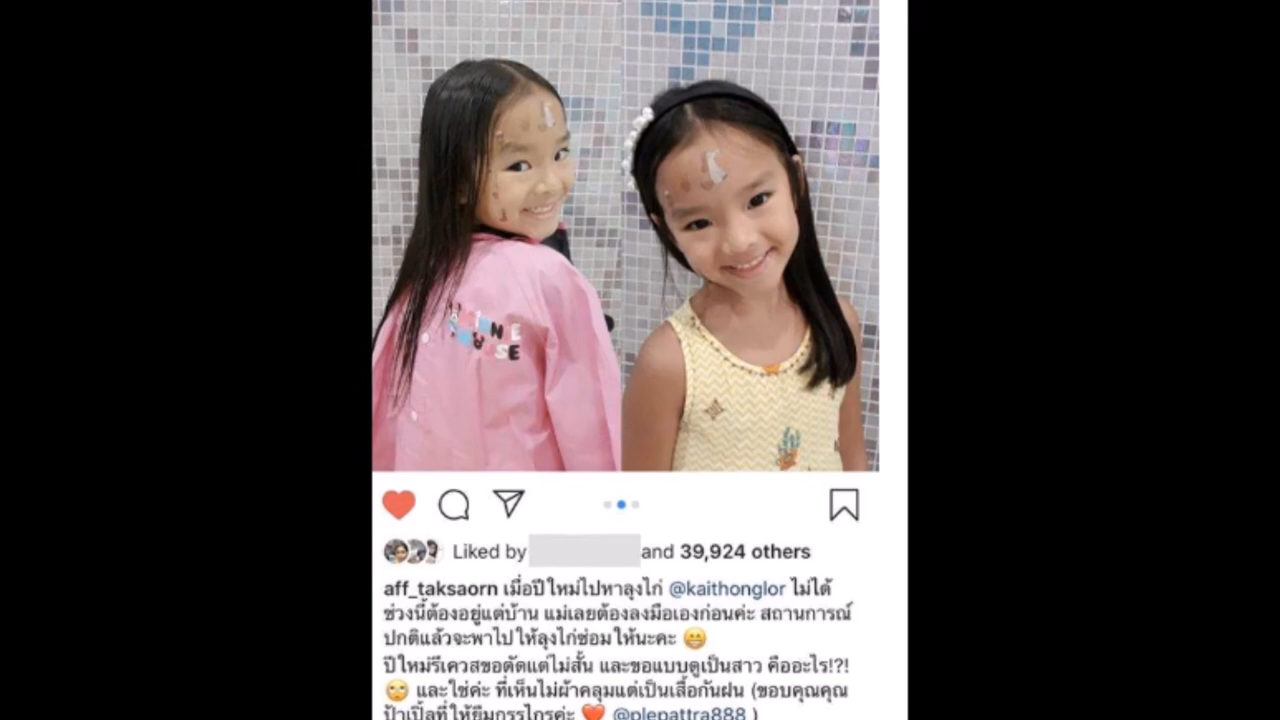 Liked by and 39,924 others
aff_taksaorn เมื่อปีใหม่ไปหาลุงไก่ @kaithonglor ไม่ได้
ช่วงนี้ต้องอยู่แต่บ้าน แม่เลยต้องลงมือเองก่อนค่ะ สถานการณ์
ปกติแล้วจะพาไปให้ลุงไก่ซ่อมให้นะคะ 😁
ปีใหม่รีเควสขอตัดแต่ไม่สั้น และขอแบบดูเป็นสาว คืออะไร!?!
🙄 และใช่ค่ะ ที่เห็นไม่ผ้าคลุมแต่เป็นเสื้อกันฝน (ขอบคุณคุณ
ป้าเปิ้ลที่ให้ยืมกรรไกรค่ะ ❤️ @plepattra888 )